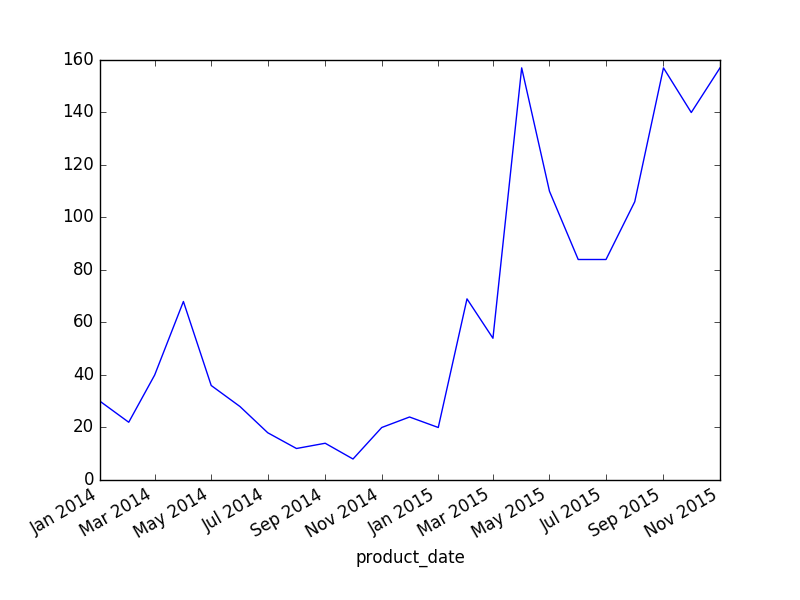 160
140
120
100
80
60
40
20
0
Jan 2014
Mar 2014
May 2014
Jul 2014
Sep 2014
Nov 2014
Jan 2015
Mar 2015
May 2015
Jul 2015
Sep 2015
Nov 2015
product_date